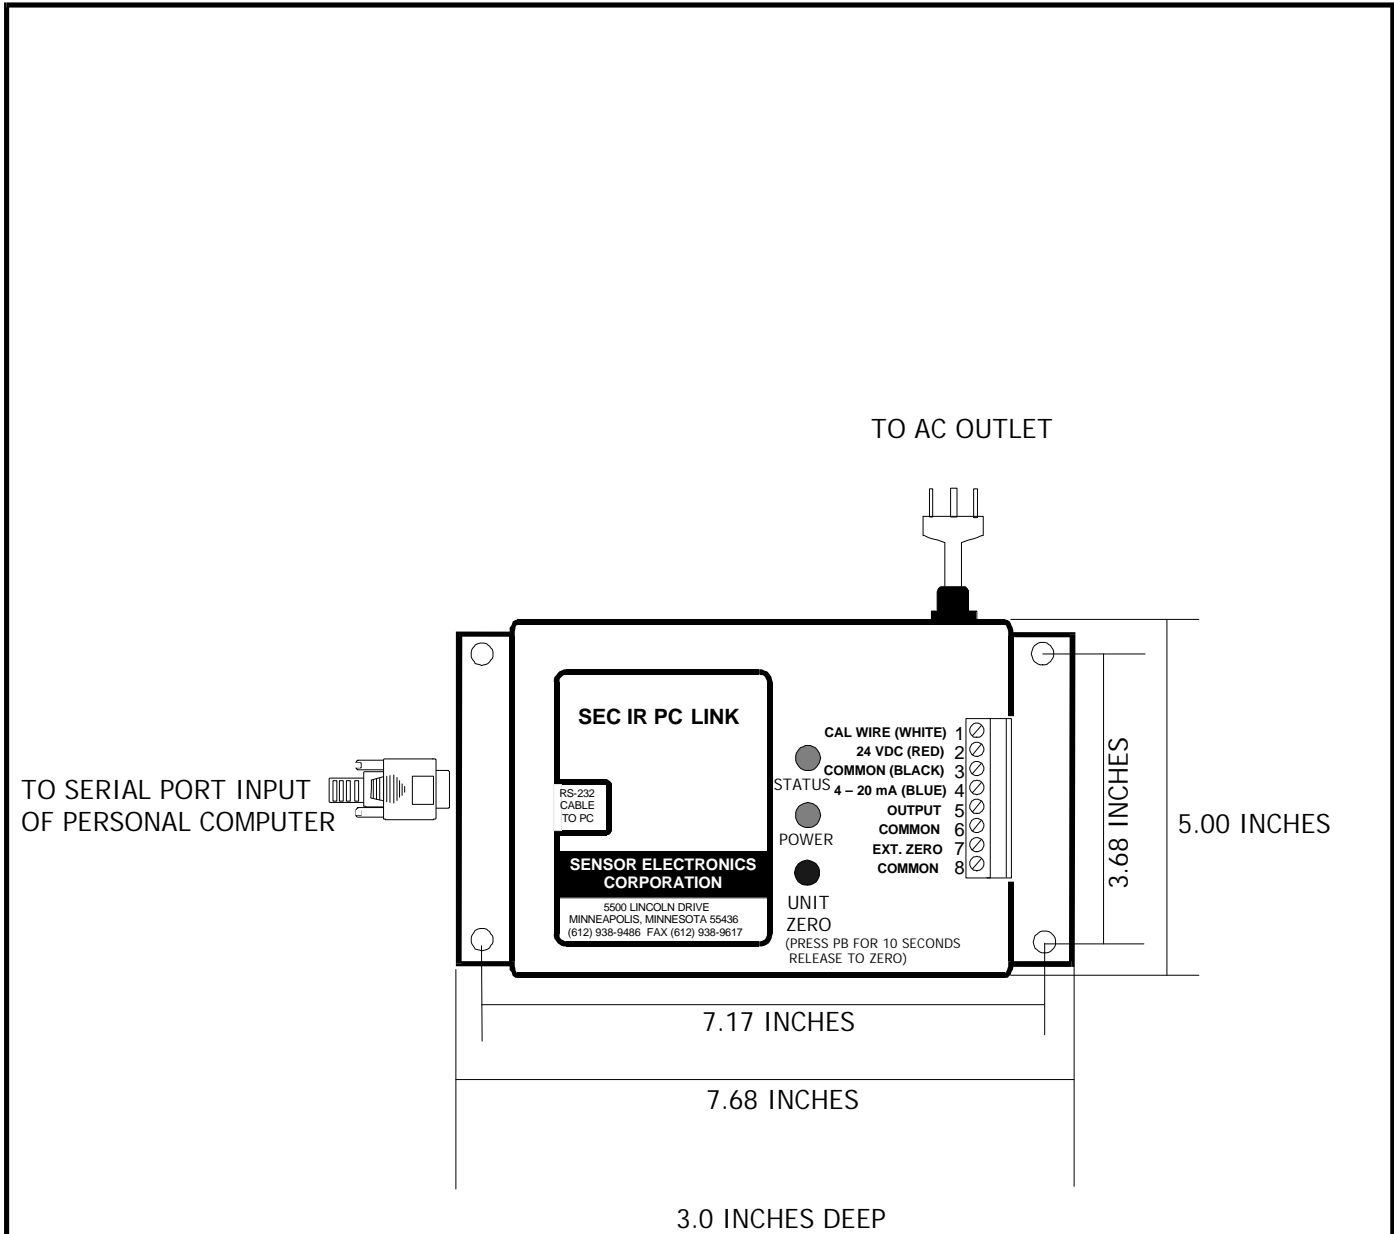 TO AC OUTLET
SEC IR PC LINK
CAL WIRE (WHITE) 1
24 VDC (RED) 2
COMMON (BLACK) 3
4 – 20 mA (BLUE) 4
OUTPUT 5
COMMON 6
EXT. ZERO 7
COMMON 8
STATUS
POWER
UNIT
ZERO
(PRESS PB FOR 10 SECONDS
RELEASE TO ZERO)
RS-232
CABLE
TO PC
SENSOR ELECTRONICS
CORPORATION
5500 LINCOLN DRIVE
MINNEAPOLIS, MINNESOTA 55436
(612) 938-9486 FAX (612) 938-9617
TO SERIAL PORT INPUT
OF PERSONAL COMPUTER
3.68 INCHES
5.00 INCHES
7.17 INCHES
7.68 INCHES
3.0 INCHES DEEP